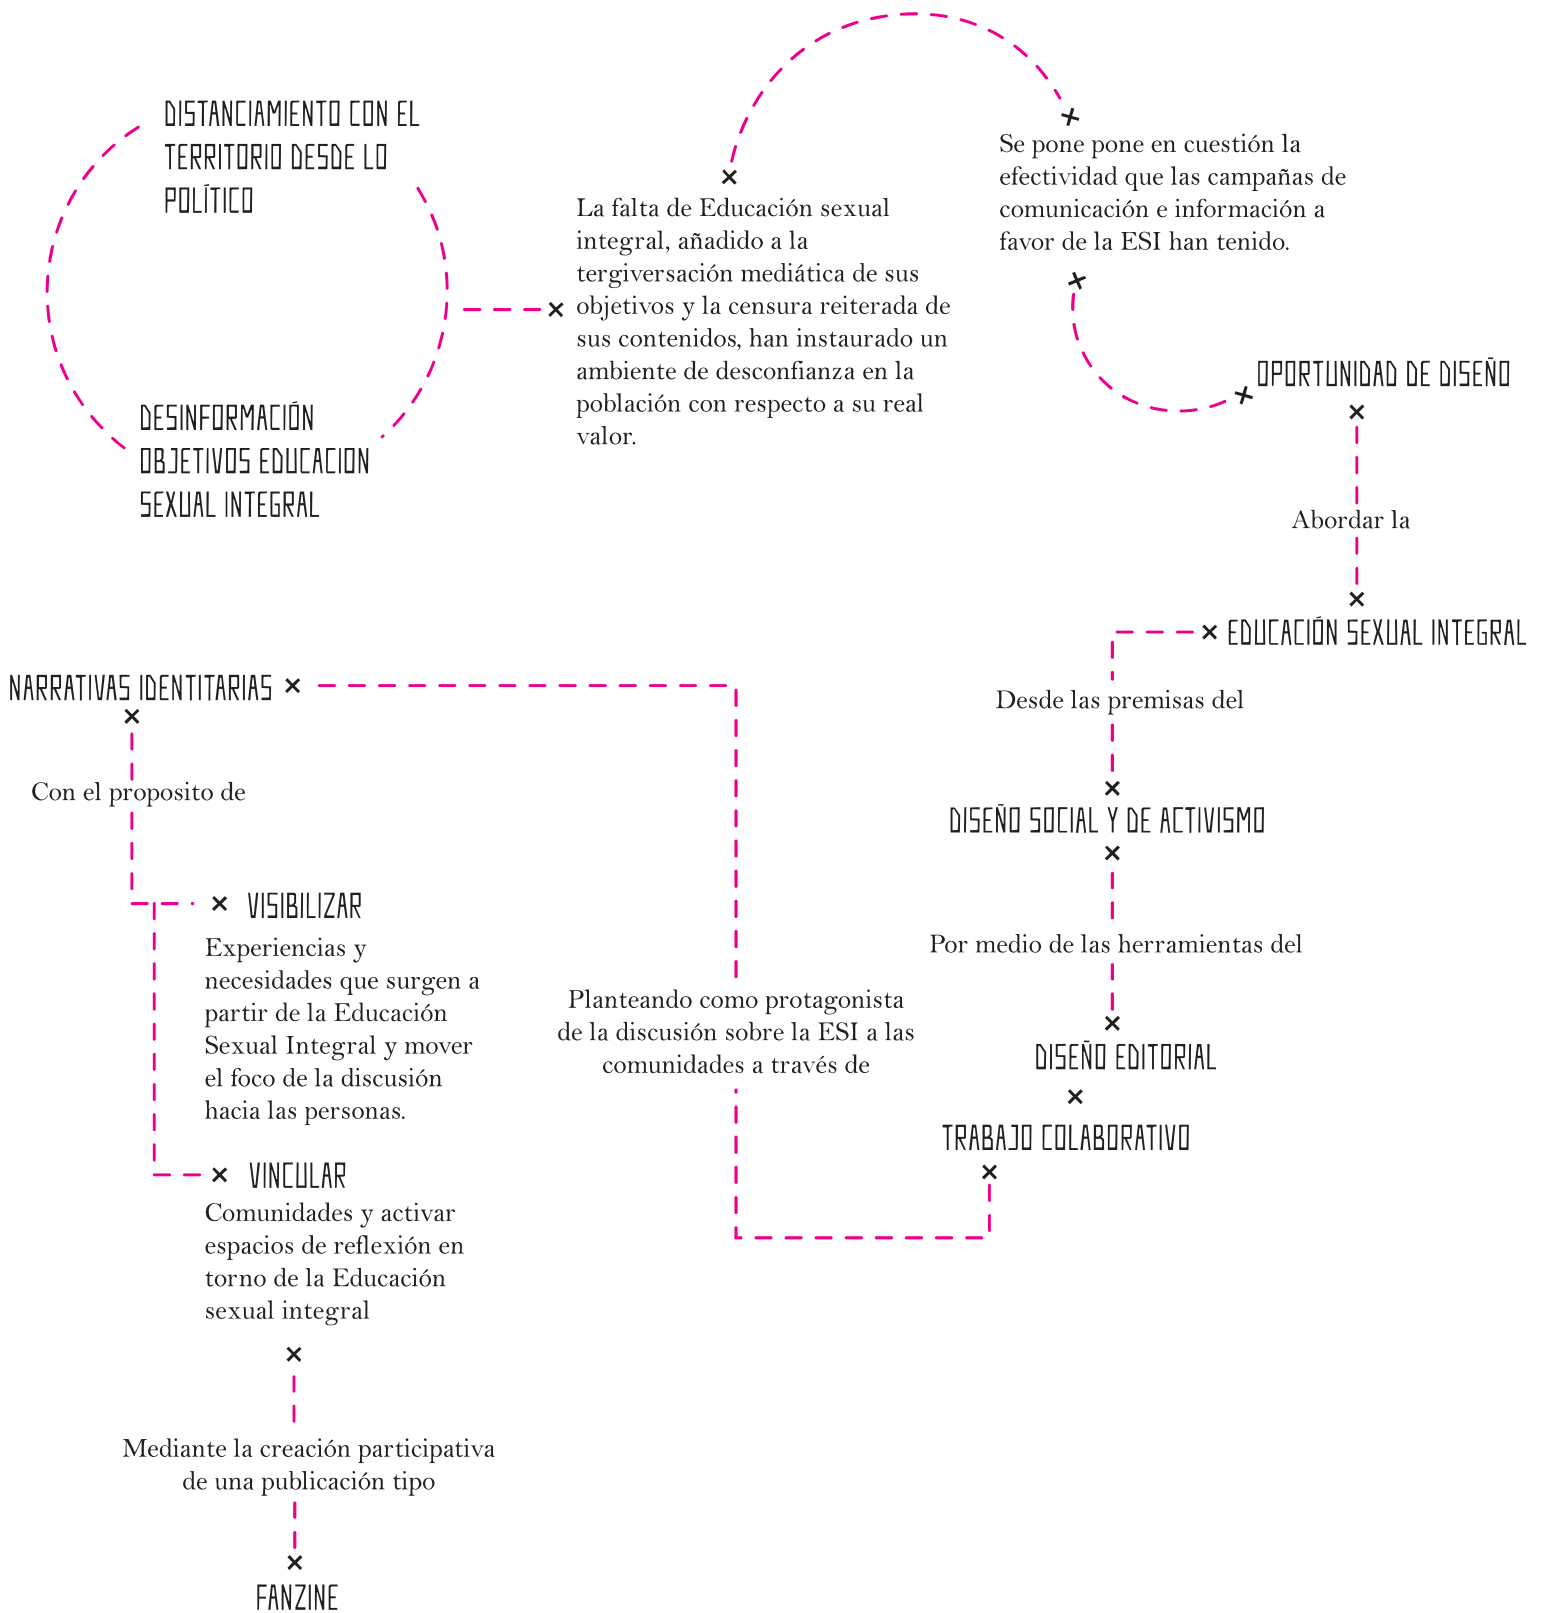 DISTANCIAMIENTO CON EL
TERRITORIO DESDE LO
POLÍTICO
DESINFORMACIÓN
OBJETIVOS EDUCACION
SEXUAL INTEGRAL
La falta de Educación sexual
integral, añadido a la
tergiversación mediática de sus
objetivos y la censura reiterada de
sus contenidos, han instaurado un
ambiente de desconfianza en la
población con respecto a su real
valor.
Se pone pone en cuestión la
efectividad que las campañas de
comunicación e información a
favor de la ESI han tenido.
OPORTUNIDAD DE DISEÑO
Abordar la
EDUCACIÓN SEXUAL INTEGRAL
Desde las premisas del
DISEÑO SOCIAL Y DE ACTIVISMO
Por medio de las herramientas del
DISEÑO EDITORIAL
TRABAJO COLABORATIVO
Planteando como protagonista
de la discusión sobre la ESI a las
comunidades a través de
NARRATIVAS IDENTITARIAS
Con el proposito de
VISIBILIZAR
Experiencias y
necesidades que surgen a
partir de la Educación
Sexual Integral y mover
el foco de la discusión
hacia las personas.
VINCULAR
Comunidades y activar
espacios de reflexión en
torno de la Educación
sexual integral
Mediante la creación participativa
de una publicación tipo
FANZINE